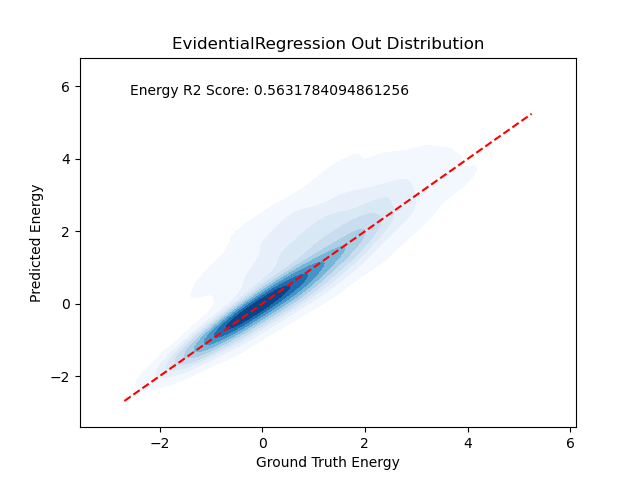 EvidentialRegression Out Distribution
Energy R2 Score: 0.5631784094861256
Predicted Energy
6
4
2
0
−2
−2 0 2 4 6
Ground Truth Energy